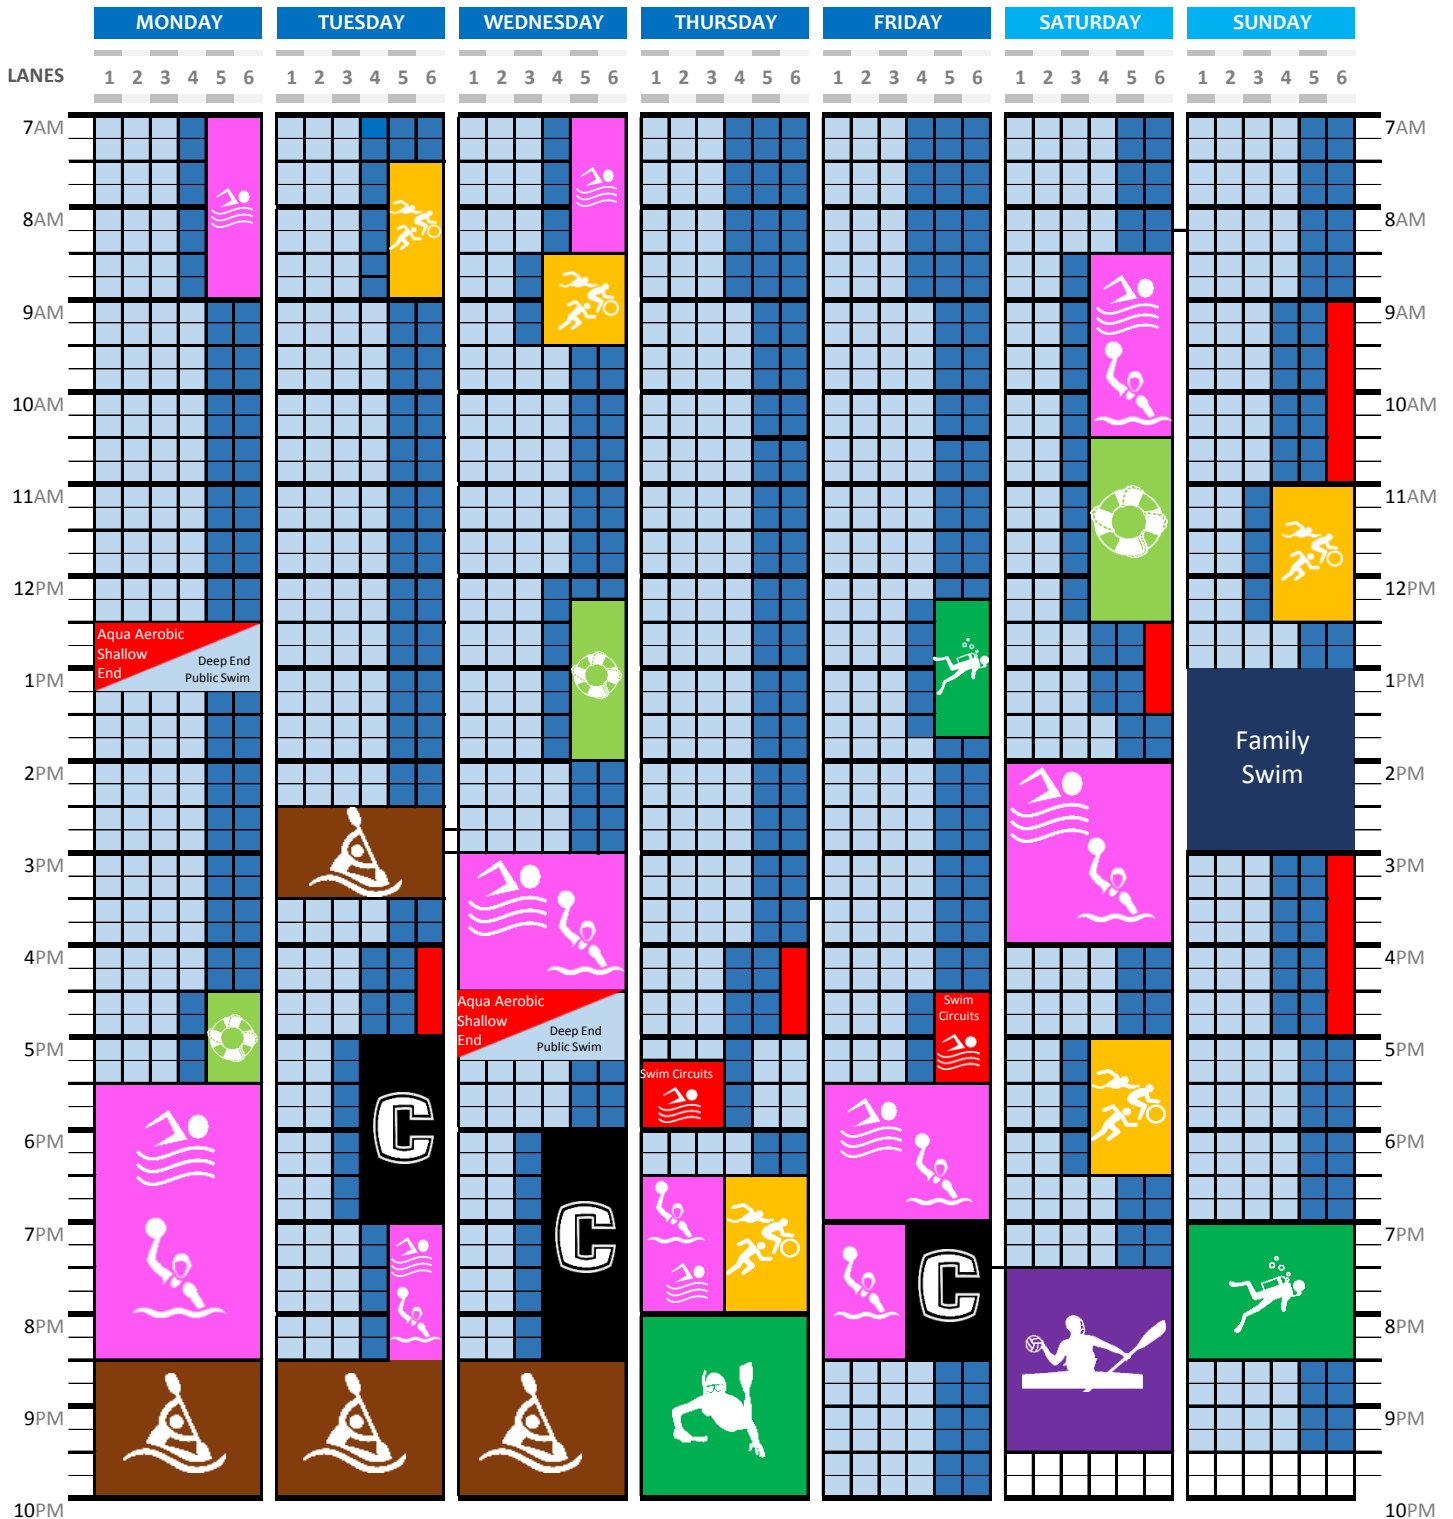 MONDAY TUESDAY WEDNESDAY THURSDAY FRIDAY SATURDAY SUNDAY
LANES 1 2 3 4 5 6 1 2 3 4 5 6 1 2 3 4 5 6 1 2 3 4 5 6 1 2 3 4 5 6 1 2 3 4 5 6 1 2 3 4 5 6
7AM 7AM
8AM 8AM
9AM 9AM
10AM 10AM
11AM 11AM
12PM 12PM
Aqua Aerobic
Shallow
End
Deep End
Public Swim
1PM 1PM
Family
Swim
2PM 2PM
3PM 3PM
4PM 4PM
Aqua Aerobic
Shallow
End
Deep End
Public Swim
Swim
Circuits
5PM 5PM
Swim Circuits
C
6PM 6PM
C
7PM 7PM
C
8PM 8PM
9PM 9PM
10PM 10PM